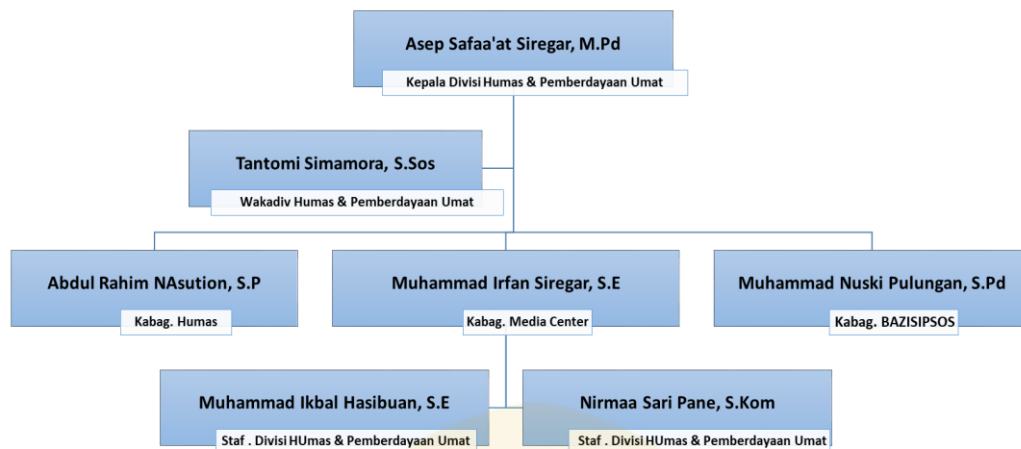 Asep Safaa'at Siregar, M.Pd
Kepala Divisi Humas & Pemberdayaan Umat
Tantomi Simamora, S.Sos
Wakadiv Humas & Pemberdayaan Umat
Abdul Rahim NAsution, S.P
Kabag. Humas
Muhammad Irfan Siregar, S.E
Kabag. Media Center
Muhammad Nuski Pulungan, S.Pd
Kabag. BAZISIPSOS
Muhammad Ikbal Hasibuan, S.E
Staf . Divisi HUmas & Pemberdayaan Umat
Nirmaa Sari Pane, S.Kom
Staf . Divisi HUmas & Pemberdayaan Umat